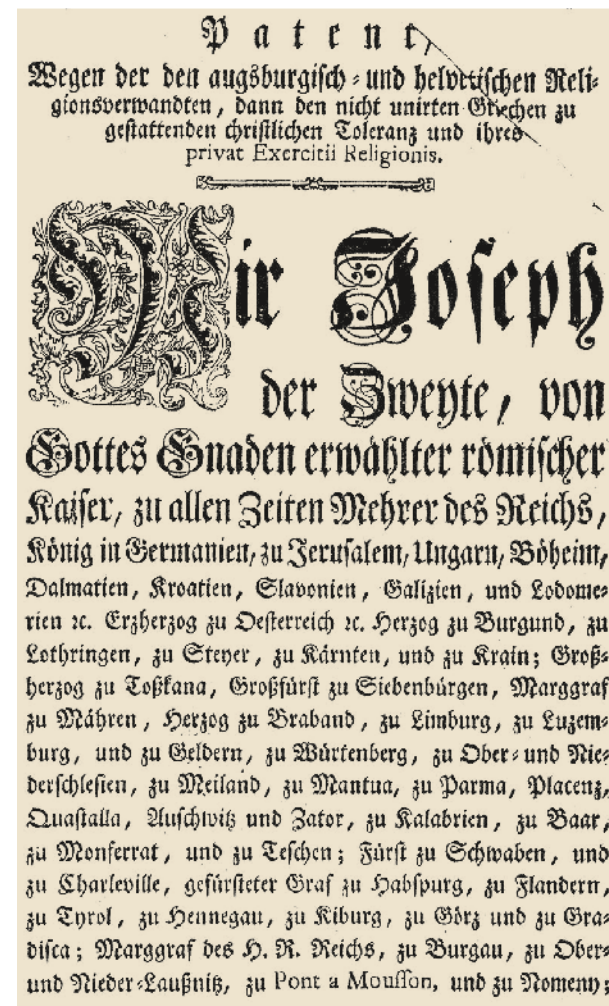 Patent,
Wegen der den augsburgisch - und helvetischen Reli-
gionsverwandten, dann den nicht unirten Griechen zu
gestattenden christlichen Toleranz und ihres
privat Exercitii Religionis.
Wir Joseph
der Zweyte, von
Gottes Gnaden erwählter römischer
Kaiser, zu allen Zeiten Mehrer des Reichs,
König in Germanien, zu Jerusalem, Ungarn, Böheim,
Dalmatien, Kroatien, Slavonien, Galizien, und Lodome-
rien ꝛc. Erzherzog zu Oesterreich ꝛc. Herzog zu Burgund, zu
Lothringen, zu Steyer, zu Kärnten, und zu Krain; Groß-
herzog zu Toßkana, Großfürst zu Siebenbürgen, Marggraf
zu Mähren, Herzog zu Braband, zu Limburg, zu Luzem-
burg, und zu Geldern, zu Würtenberg, zu Ober- und Nie-
derschlesien, zu Meiland, zu Mantua, zu Parma, Placenz,
Quastalla, Auschwitz und Zator, zu Kalabrien, zu Baar,
zu Monferrat, und zu Teschen; Fürst zu Schwaben, und
zu Charleville, gefürsteter Graf zu Habspurg, zu Flandern,
zu Tyrol, zu Hennegau, zu Kiburg, zu Görz und zu Gra-
disca; Marggraf des H. R. Reichs, zu Burgau, zu Ober-
und Nieder-Laußnitz, zu Pont a Mousson, und zu Nomeny;